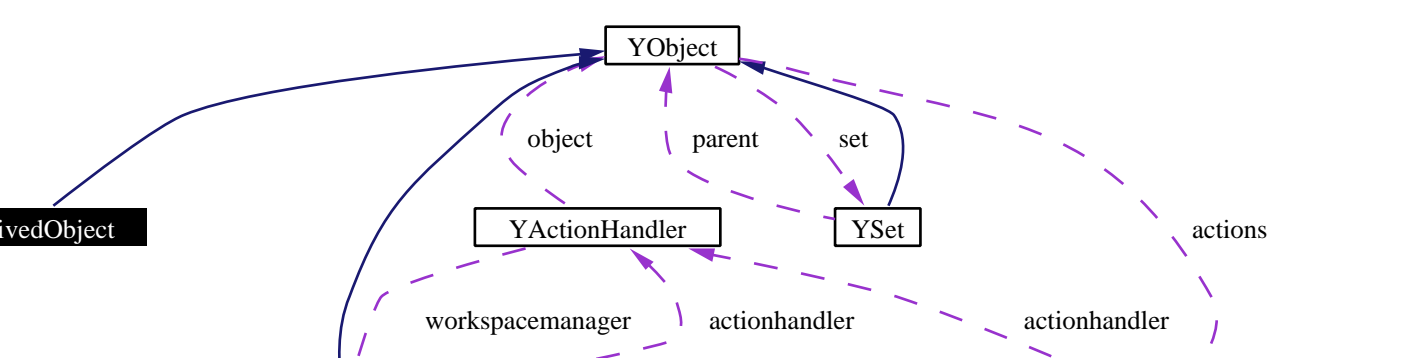 YObject
object
parent
set
ivedObject
YActionHandler
YSet
actions
workspacemanager
actionhandler
actionhandler